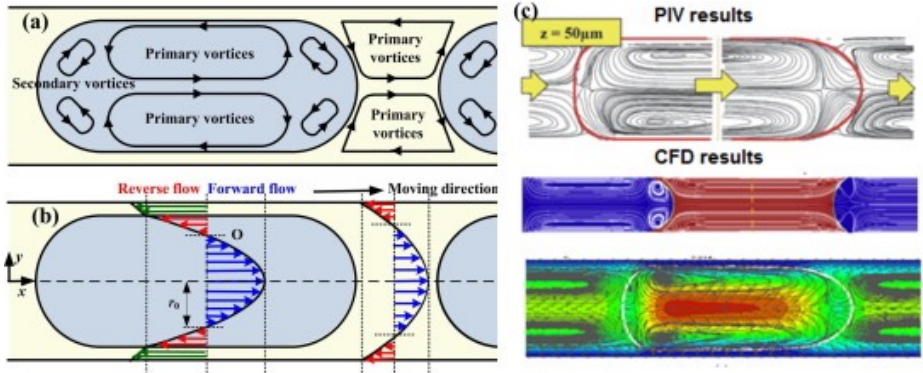 (a)
Primary vortices
Primary
vortices
Secondary vortices
Primary vortices
Primary
vortices
Reverse flow Forward flow
Moving direction
(b)
O
y
x
r₀
(c)
PIV results
z = 50μm
CFD results